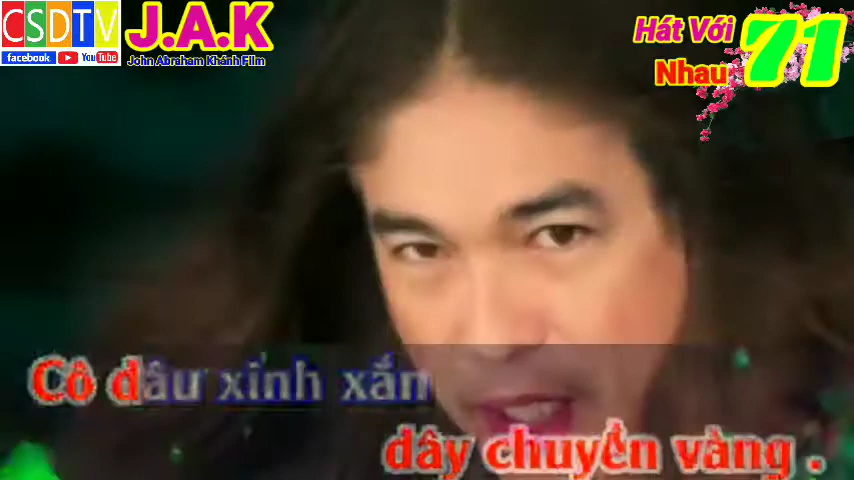 CSDTV
facebook
YouTube
J.A.K
John Abraham Khánh Film
Hát Với
Nhau
71
Cô dâu xinh xắn
dây chuyền vàng .